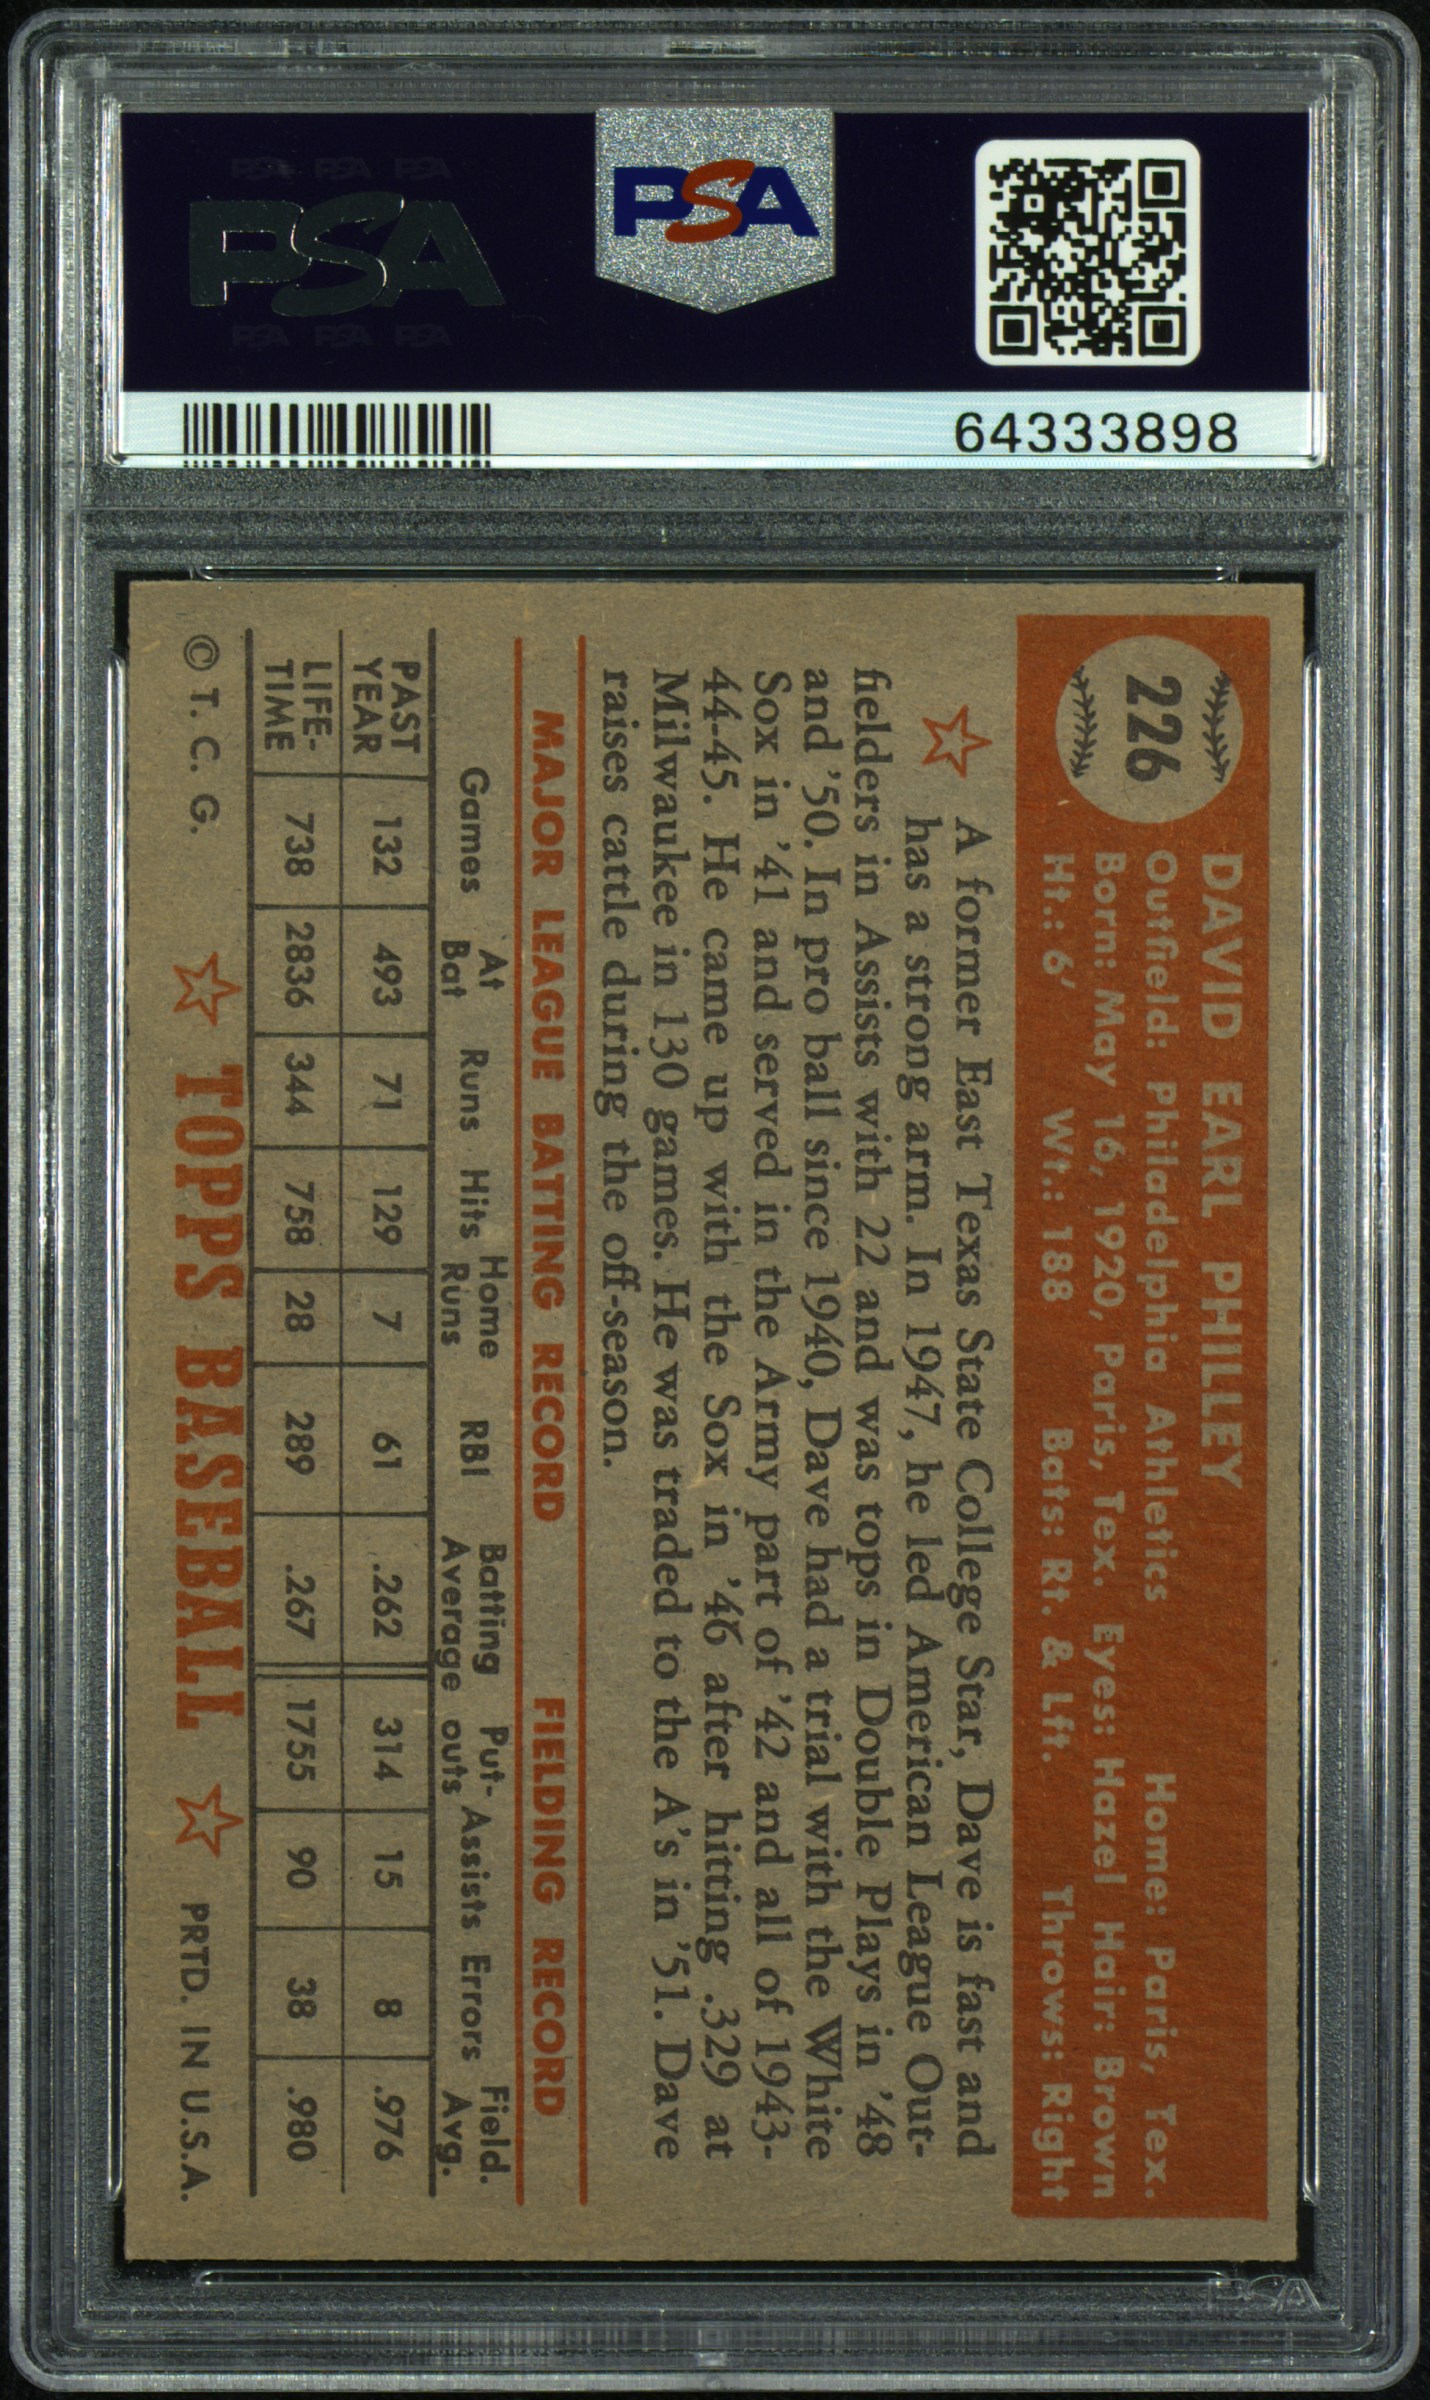 PSA PSA PSA
PSA
PSA PSA PSA
PSA
64333898
226
DAVID EARL PHILLEY
Outfield: Philadelphia Athletics Home: Paris, Tex.
Born: May 16, 1920, Paris, Tex. Eyes: Hazel Hair: Brown
Ht.: 6' Wt.: 188 Bats: Rt. & Lft. Throws: Right
A former East Texas State College Star, Dave is fast and
has a strong arm. In 1947, he led American League Out-
fielders in Assists with 22 and was tops in Double Plays in '48
and '50. In pro ball since 1940, Dave had a trial with the White
Sox in '41 and served in the Army part of '42 and all of 1943-
44-45. He came up with the Sox in '46 after hitting .329 at
Milwaukee in 130 games. He was traded to the A's in '51. Dave
raises cattle during the off-season.
MAJOR LEAGUE BATTING RECORD FIELDING RECORD
Games At Bat Runs Hits Home Runs RBI Batting Average Put-outs Assists Errors Field. Avg.
PAST YEAR 132 493 71 129 7 61 .262 314 15 8 .976
LIFE-TIME 738 2836 344 758 28 289 .267 1755 90 38 .980
© T. C. G. TOPPS BASEBALL PRTD. IN U.S.A.
PSA